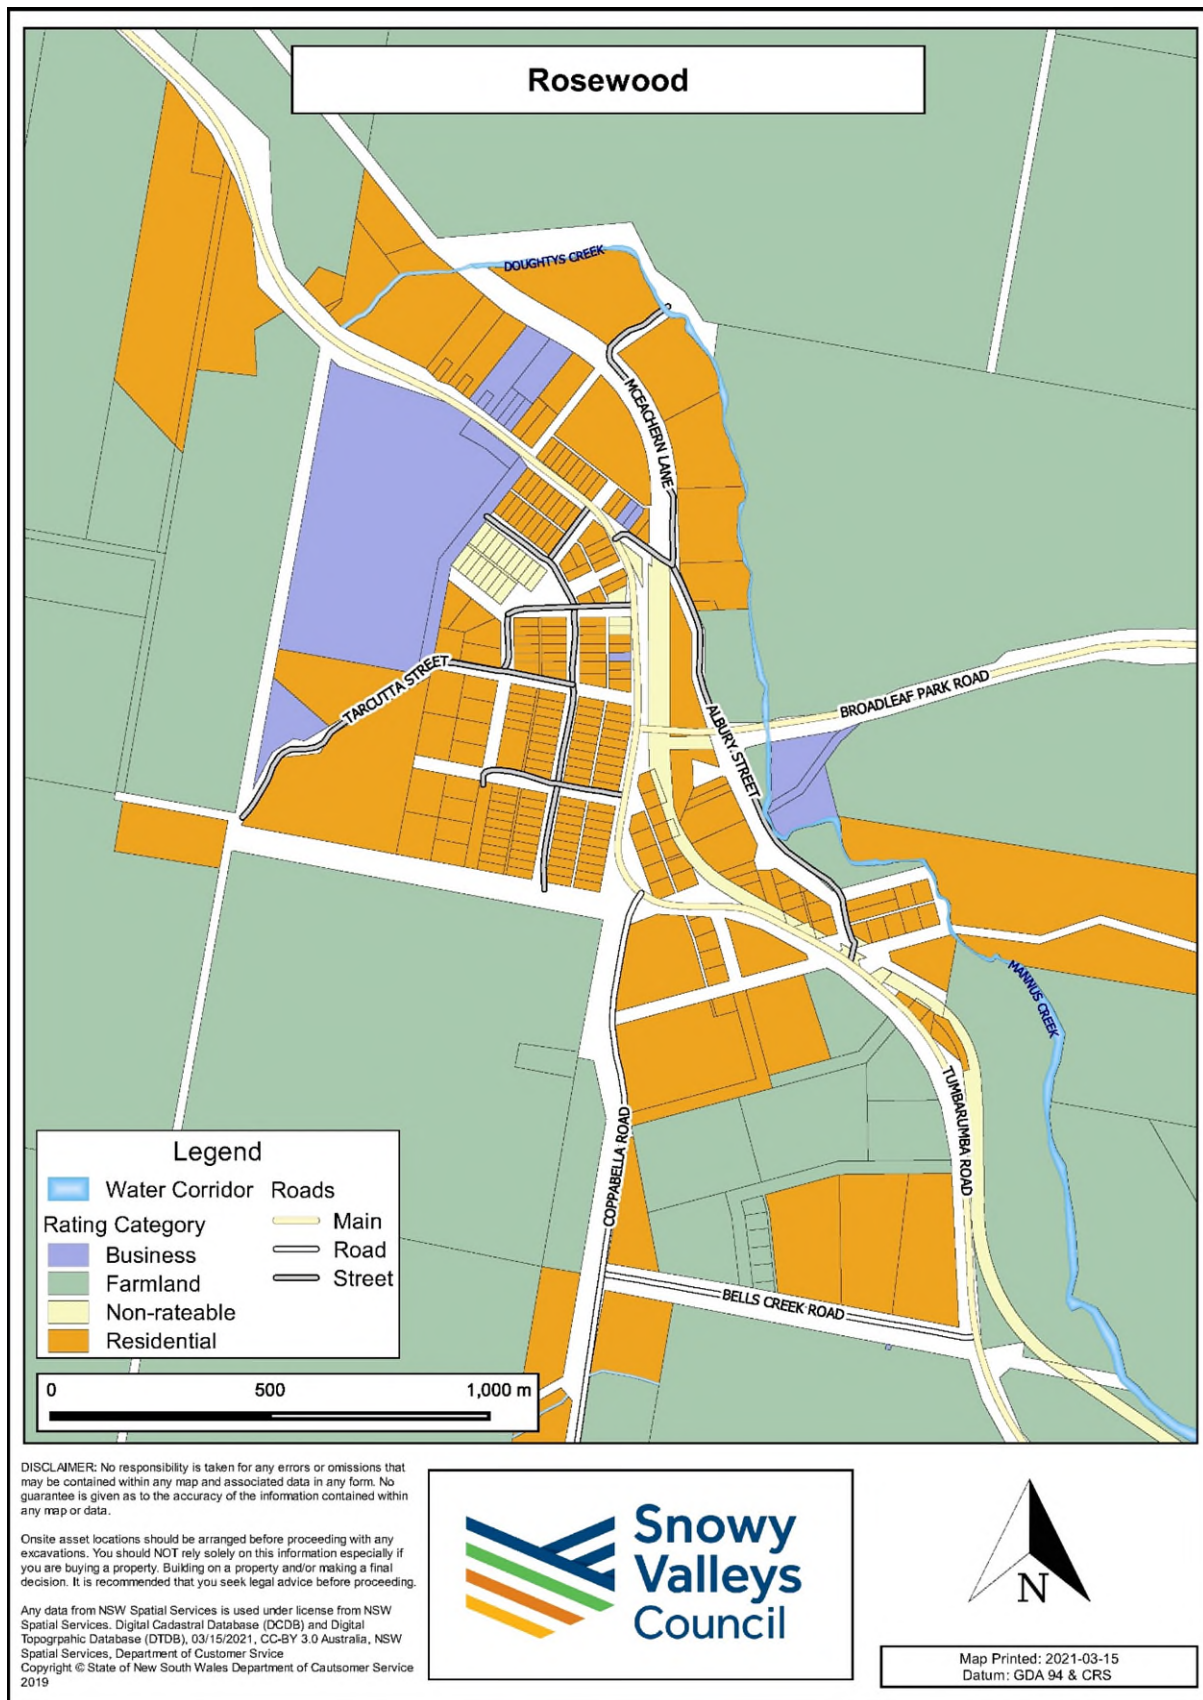 Rosewood
DOUGHTYS CREEK
MCEACHERN LANE
TARCUTTA STREET
BROADLEAF PARK ROAD
ALBURY STREET
MANNUS CREEK
TUMBARUMBA ROAD
COPPABELLA ROAD
BELLS CREEK ROAD
Legend
Water Corridor
Rating Category
Business
Farmland
Non-rateable
Residential
Roads
Main
Road
Street
0 500 1,000 m
DISCLAIMER: No responsibility is taken for any errors or omissions that
may be contained within any map and associated data in any form. No
guarantee is given as to the accuracy of the information contained within
any map or data.
Onsite asset locations should be arranged before proceeding with any
excavations. You should NOT rely solely on this information especially if
you are buying a property. Building on a property and/or making a final
decision. It is recommended that you seek legal advice before proceeding.
Any data from NSW Spatial Services is used under license from NSW
Spatial Services. Digital Cadastral Database (DCDB) and Digital
Topogrpahic Database (DTDB), 03/15/2021, CC-BY 3.0 Australia, NSW
Spatial Services, Department of Customer Srvice
Copyright © State of New South Wales Department of Cautsomer Service
2019
Snowy
Valleys
Council
N
Map Printed: 2021-03-15
Datum: GDA 94 & CRS